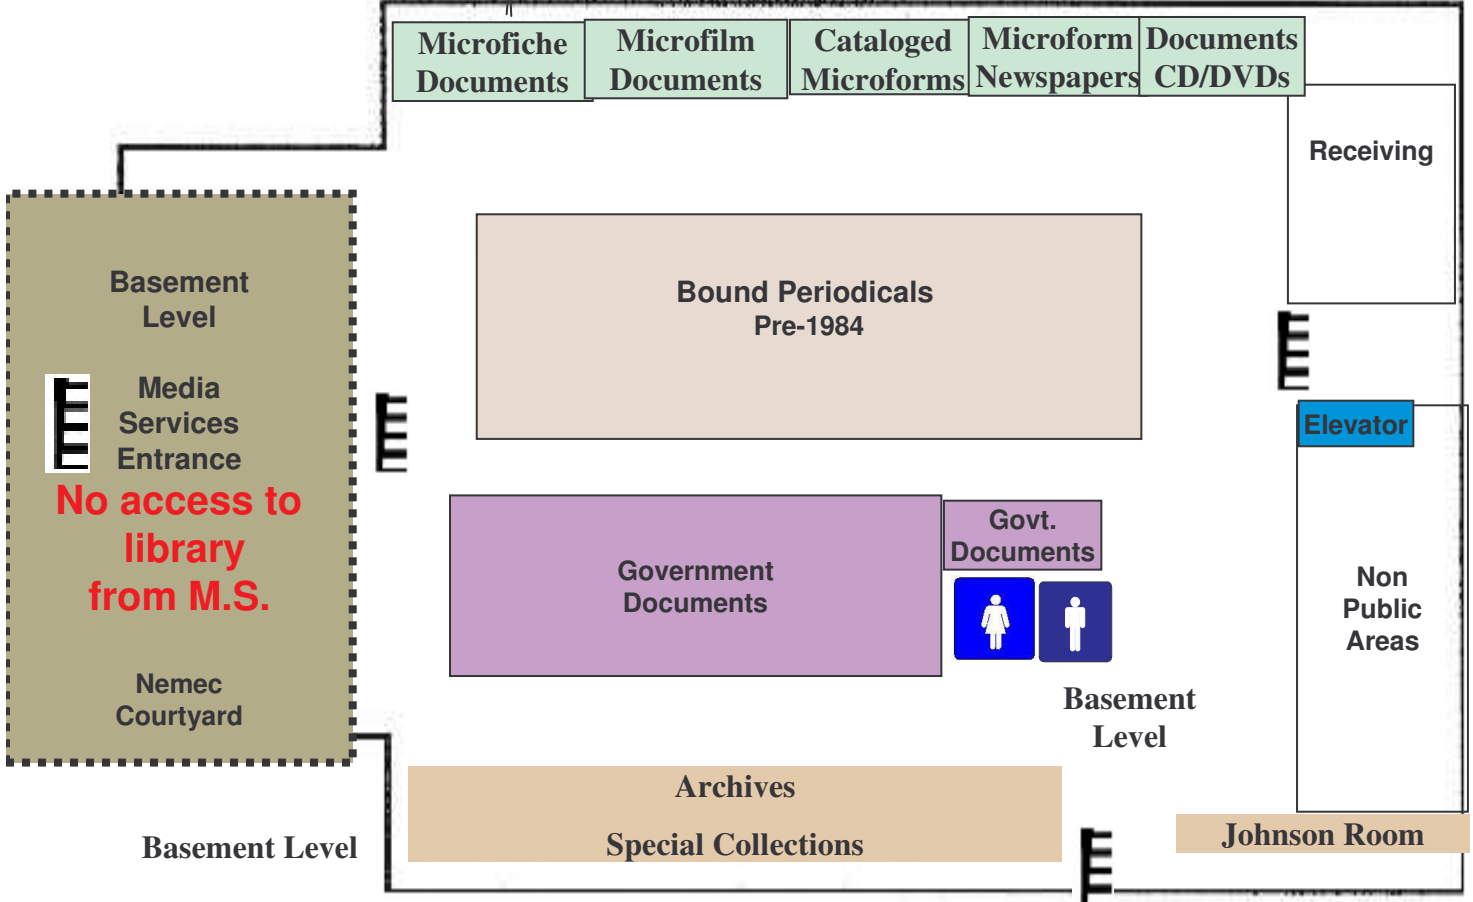 Microfiche
Documents
Microfilm
Documents
Cataloged
Microforms
Microform
Newspapers
Documents
CD/DVDs
Receiving
Basement
Level
Media
Services
Entrance
No access to
library
from M.S.
Nemec
Courtyard
Bound Periodicals
Pre-1984
Elevator
Government
Documents
Govt.
Documents
Non
Public
Areas
Basement
Level
Archives
Special Collections
Johnson Room
Basement Level